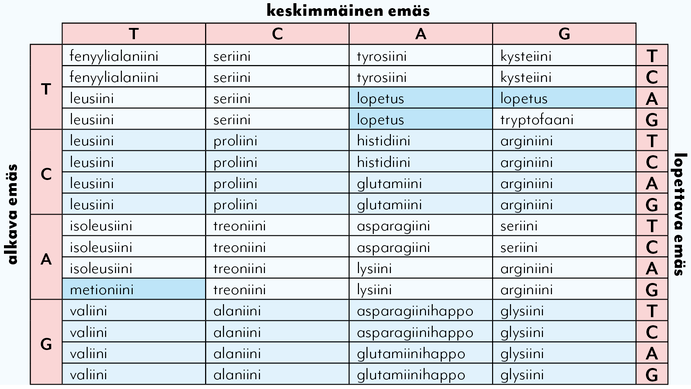 keskimmäinen emäs
T C A G
fenyylialaniini seriini tyrosiini kysteiini T
fenyylialaniini seriini tyrosiini kysteiini C
T
leusiini seriini lopetus lopetus A
leusiini seriini lopetus tryptofaani G
leusiini proliini histidiini arginiini T
leusiini proliini histidiini arginiini C
C
leusiini proliini glutamiini arginiini A
leusiini proliini glutamiini arginiini G
alkava emäs
lopettava emäs
isoleusiini treoniini asparagiini seriini T
isoleusiini treoniini asparagiini seriini C
A
isoleusiini treoniini lysiini arginiini A
metioniini treoniini lysiini arginiini G
valiini alaniini asparagiinihappo glysiini T
valiini alaniini asparagiinihappo glysiini C
G
valiini alaniini glutamiinihappo glysiini A
valiini alaniini glutamiinihappo glysiini G